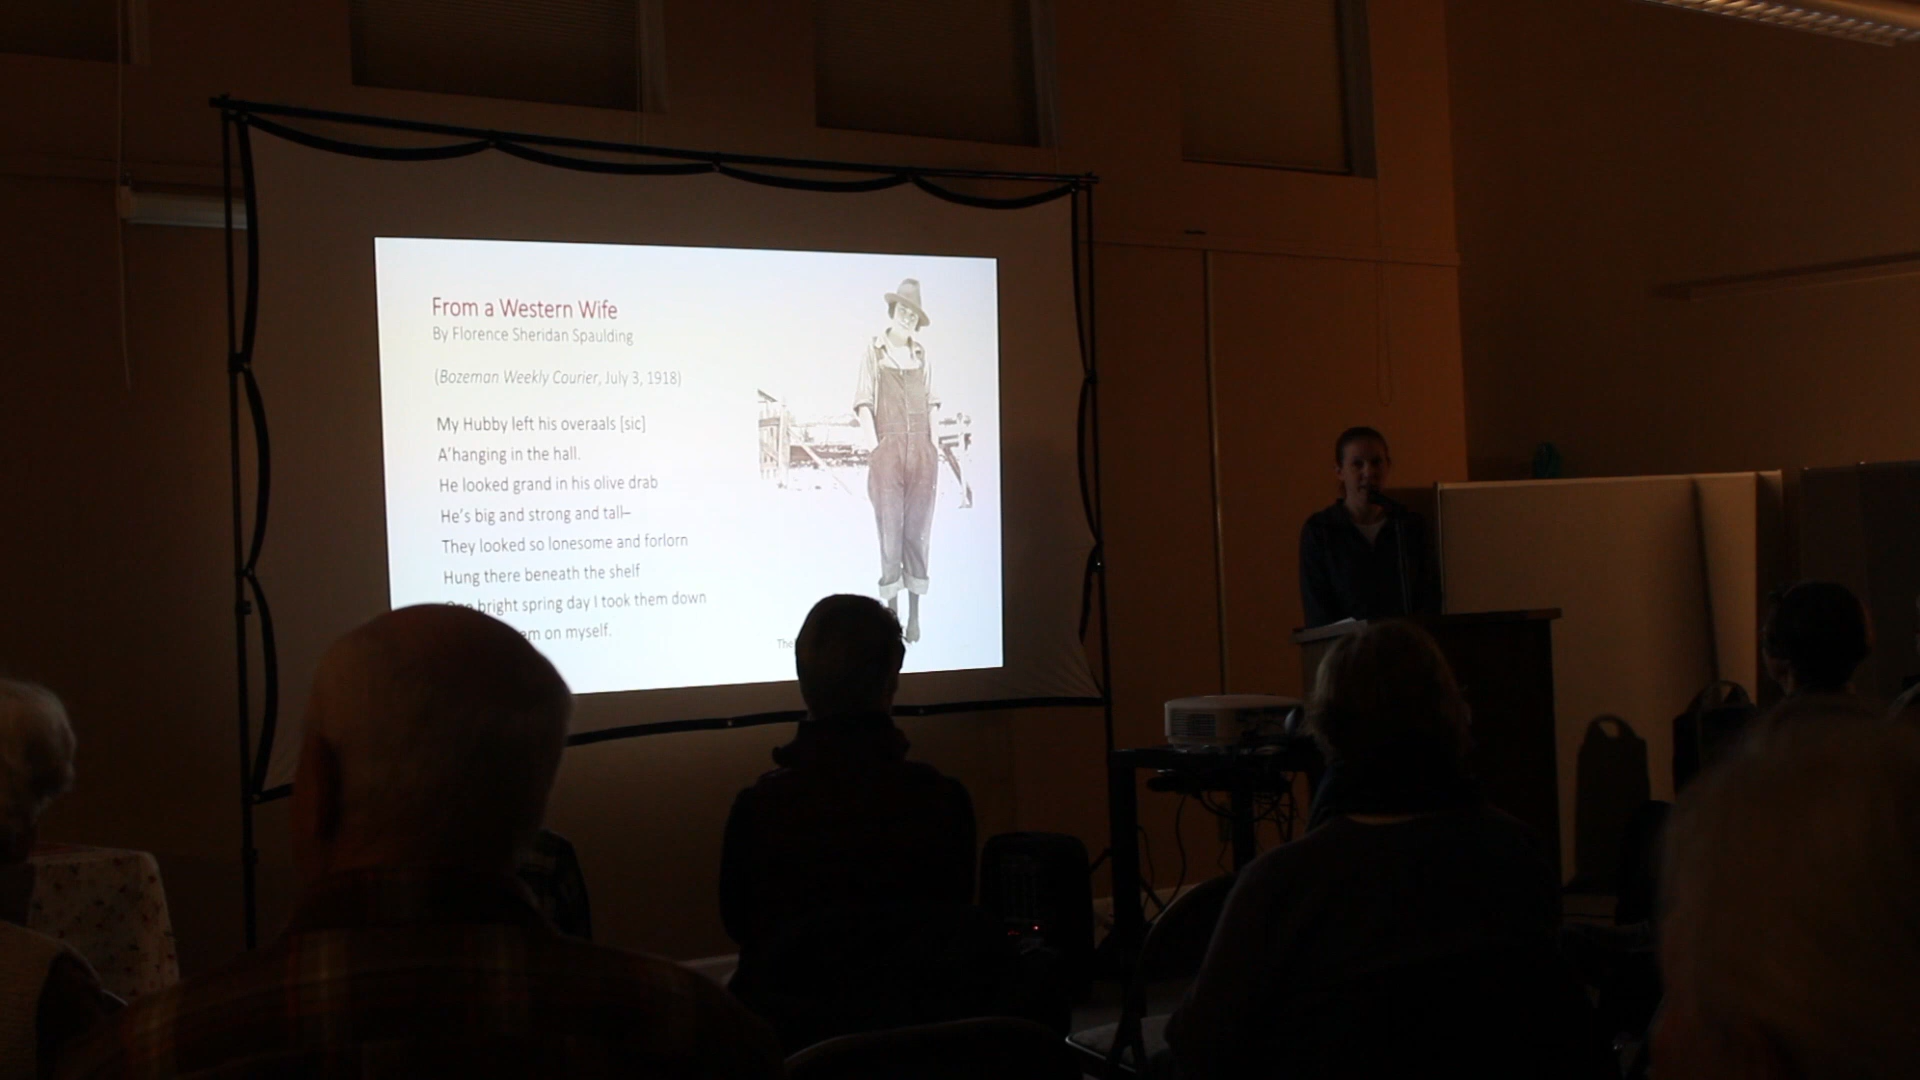 From a Western Wife
By Florence Sheridan Spaulding
(Bozeman Weekly Courier, July 3, 1918)
My Hubby left his overaals [sic]
A'hanging in the hall.
He looked grand in his olive drab
He's big and strong and tall–
They looked so lonesome and forlorn
Hung there beneath the shelf
One bright spring day I took them down
on myself.
The